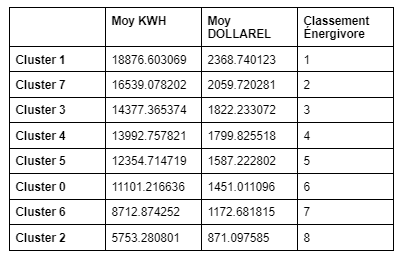 Moy KWH Moy DOLLAREL Classement Énergivore
Cluster 1 18876.603069 2368.740123 1
Cluster 7 16539.078202 2059.720281 2
Cluster 3 14377.365374 1822.233072 3
Cluster 4 13992.757821 1799.825518 4
Cluster 5 12354.714719 1587.222802 5
Cluster 0 11101.216636 1451.011096 6
Cluster 6 8712.874252 1172.681815 7
Cluster 2 5753.280801 871.097585 8